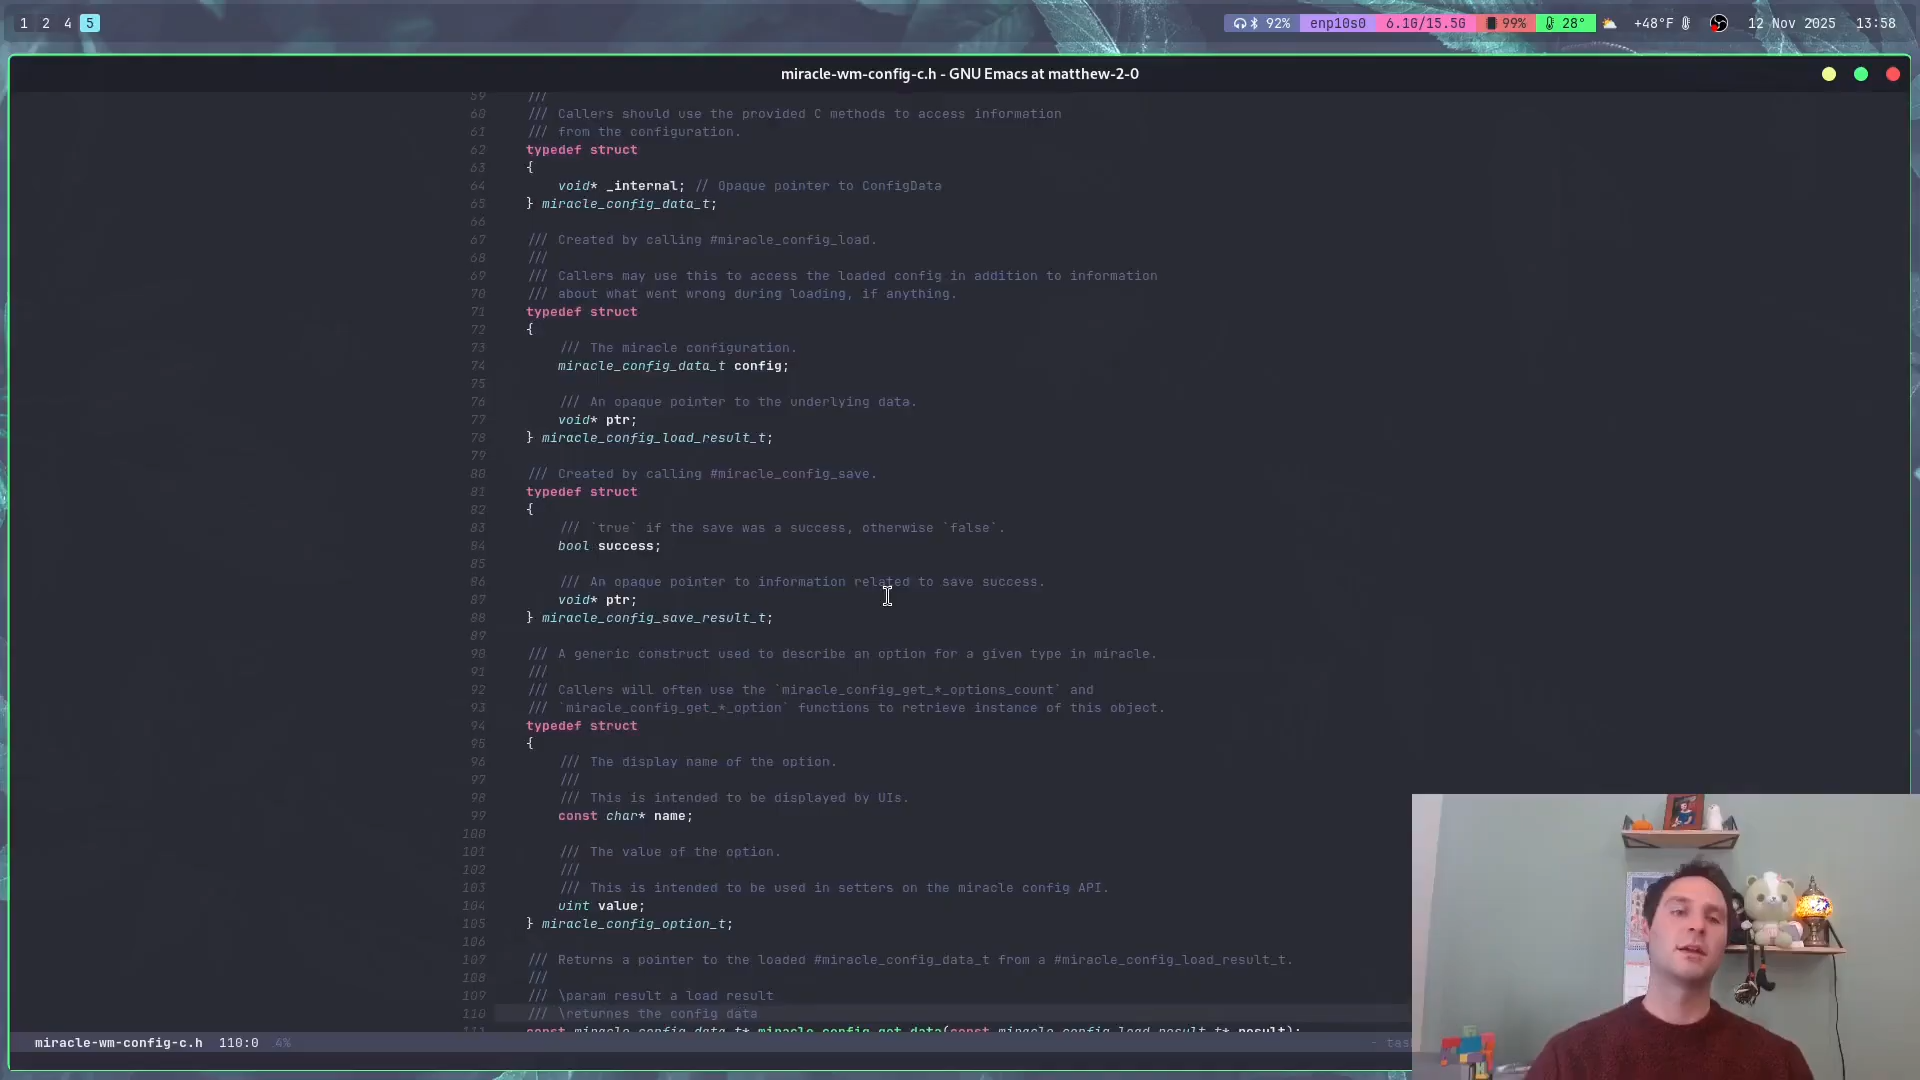 1 2 4 5
92% enp10s0 6.1G/15.5G 99% 28° +48°F 12 Nov 2025 13:58
miracle-wm-config-c.h - GNU Emacs at matthew-2-0
59 ///
60 /// Callers should use the provided C methods to access information
61 /// from the configuration.
62 typedef struct
63 {
64 void* _internal; // Opaque pointer to ConfigData
65 } miracle_config_data_t;
66
67 /// Created by calling #miracle_config_load.
68 ///
69 /// Callers may use this to access the loaded config in addition to information
70 /// about what went wrong during loading, if anything.
71 typedef struct
72 {
73 /// The miracle configuration.
74 miracle_config_data_t config;
75
76 /// An opaque pointer to the underlying data.
77 void* ptr;
78 } miracle_config_load_result_t;
79
80 /// Created by calling #miracle_config_save.
81 typedef struct
82 {
83 /// `true` if the save was a success, otherwise `false`.
84 bool success;
85
86 /// An opaque pointer to information related to save success.
87 void* ptr;
88 } miracle_config_save_result_t;
89
90 /// A generic construct used to describe an option for a given type in miracle.
91 ///
92 /// Callers will often use the `miracle_config_get_*_options_count` and
93 /// `miracle_config_get_*_option` functions to retrieve instance of this object.
94 typedef struct
95 {
96 /// The display name of the option.
97 ///
98 /// This is intended to be displayed by UIs.
99 const char* name;
100
101 /// The value of the option.
102 ///
103 /// This is intended to be used in setters on the miracle config API.
104 uint value;
105 } miracle_config_option_t;
106
107 /// Returns a pointer to the loaded #miracle_config_data_t from a #miracle_config_load_result_t.
108 ///
109 /// \param result a load result
110 /// \returnes the config data
111 const miracle_config_data_t* miracle_config_get_data(const miracle_config_load_result_t* result);
miracle-wm-config-c.h 110:0 4%